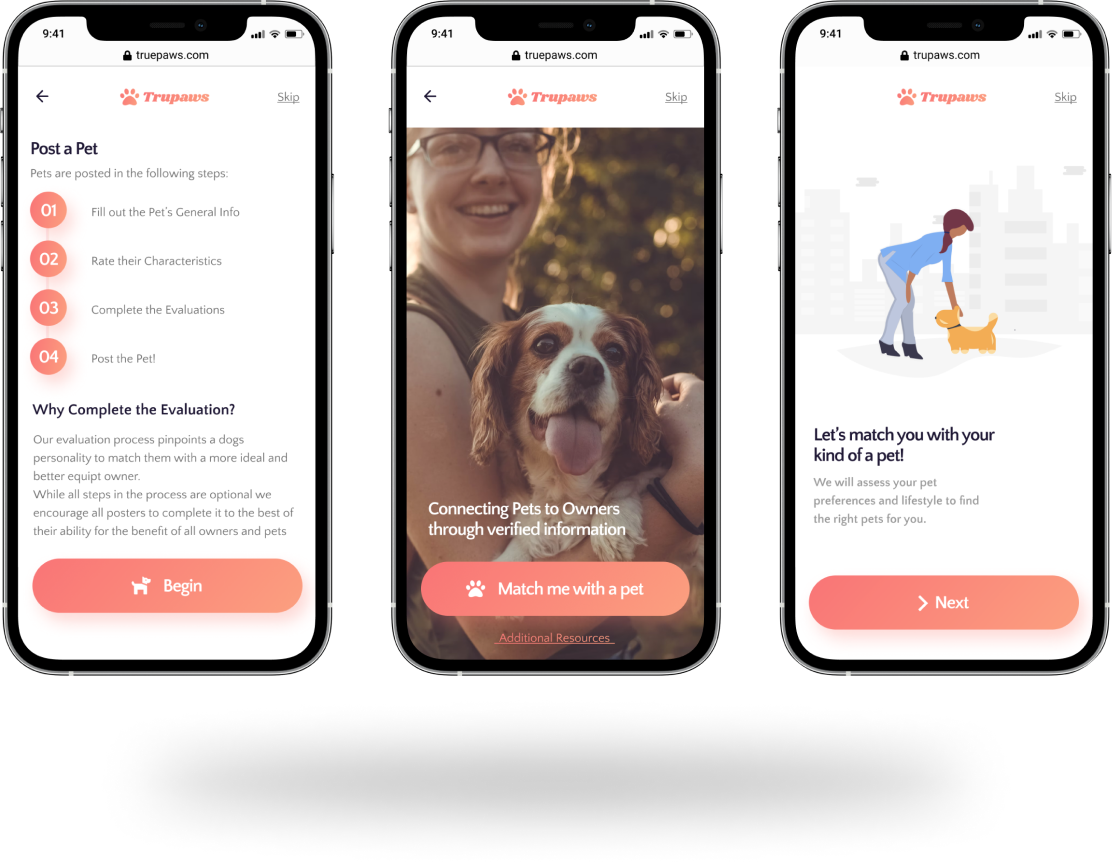 9:41
truepaws.com
Trupaws
Skip
Post a Pet
Pets are posted in the following steps:
01
Fill out the Pet's General Info
02
Rate their Characteristics
03
Complete the Evaluations
04
Post the Pet!
Why Complete the Evaluation?
Our evaluation process pinpoints a dogs
personality to match them with a more ideal and
better equipt owner.
While all steps in the process are optional we
encourage all posters to complete it to the best of
their ability for the benefit of all owners and pets
Begin
9:41
truepaws.com
Trupaws
Skip
Connecting Pets to Owners
through verified information
Match me with a pet
Additional Resources
9:41
trupaws.com
Trupaws
Skip
Let's match you with your
kind of a pet!
We will assess your pet
preferences and lifestyle to find
the right pets for you.
Next